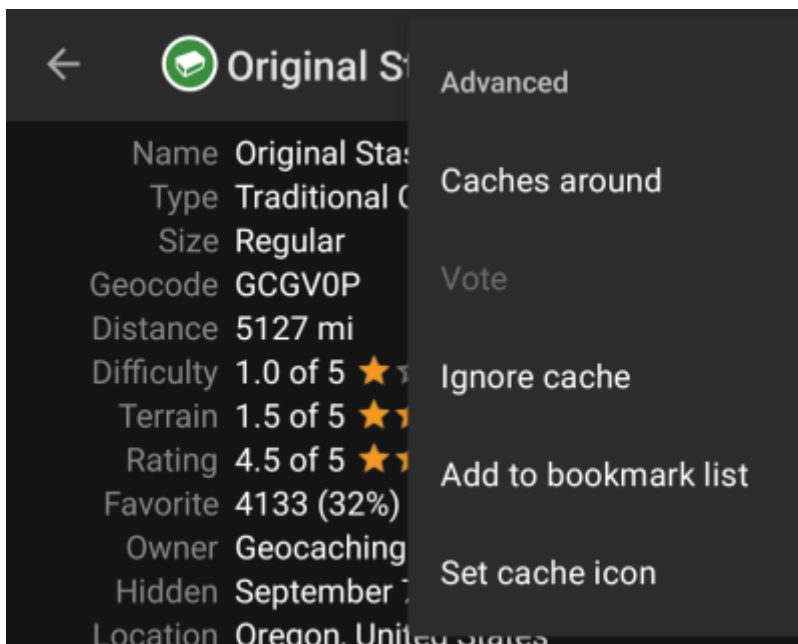 Original S
Advanced
Name Original Stas
Caches around
Type Traditional
Size Regular
Vote
Geocode GCGV0P
Distance 5127 mi
Difficulty 1.0 of 5
Ignore cache
Terrain 1.5 of 5
Rating 4.5 of 5
Add to bookmark list
Favorite 4133 (32%)
Owner Geocaching
Set cache icon
Hidden September
Location Oregon, United States